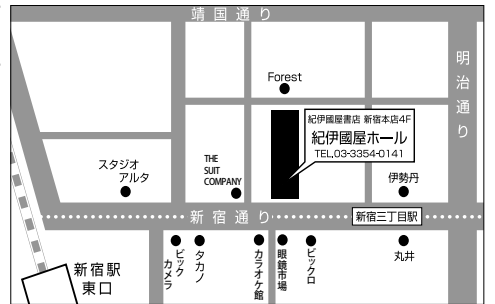 靖国通り
明治通り
Forest
紀伊國屋書店 新宿本店4F
紀伊國屋ホール
TEL.03-3354-0141
スタジオ
アルタ
THE
SUIT
COMPANY
伊勢丹
新宿通り
新宿三丁目駅
新宿駅
東口
ビック
カメラ
タカノ
カラオケ館
眼鏡市場
ビックロ
丸井